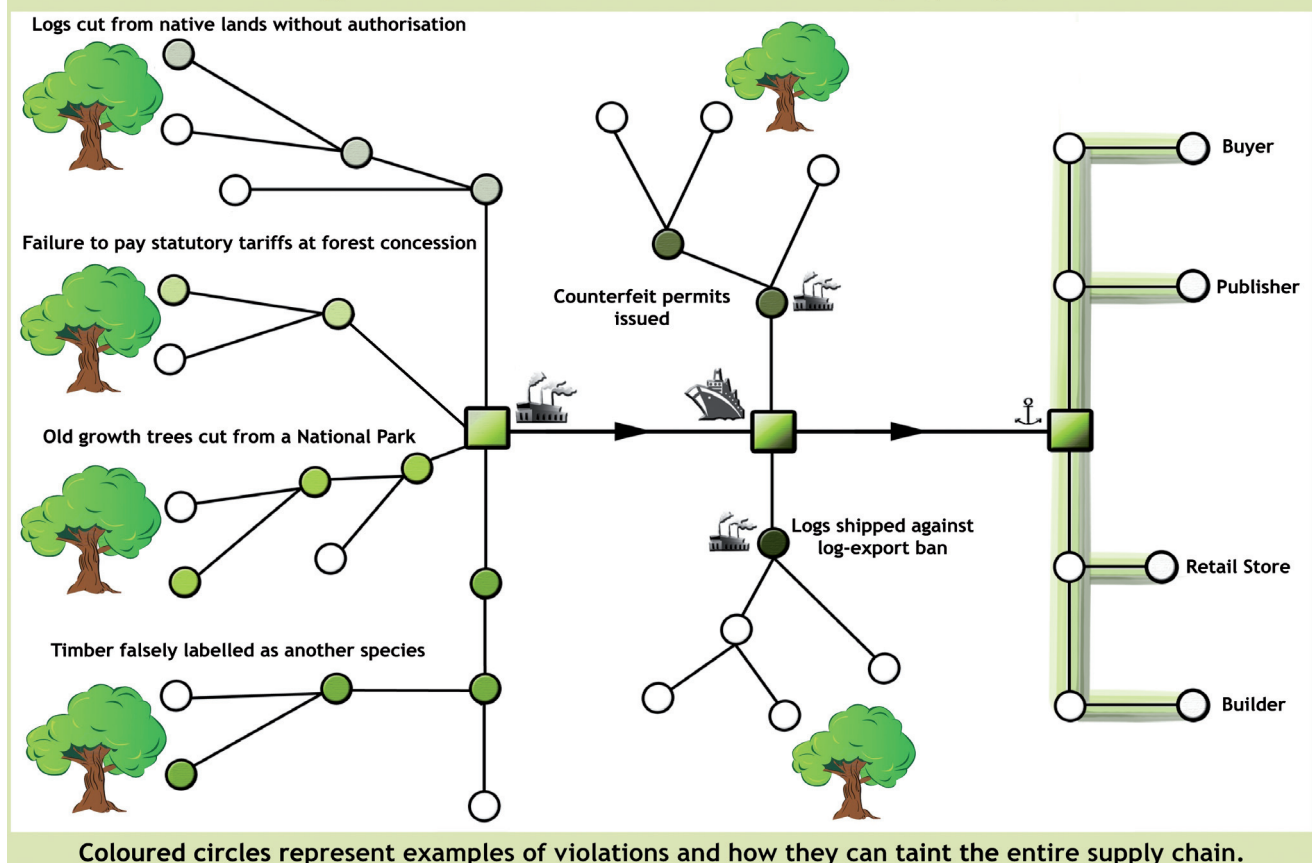 Logs cut from native lands without authorisation
Failure to pay statutory tariffs at forest concession
Old growth trees cut from a National Park
Timber falsely labelled as another species
Counterfeit permits
issued
Logs shipped against
log-export ban
Buyer
Publisher
Retail Store
Builder
Coloured circles represent examples of violations and how they can taint the entire supply chain.